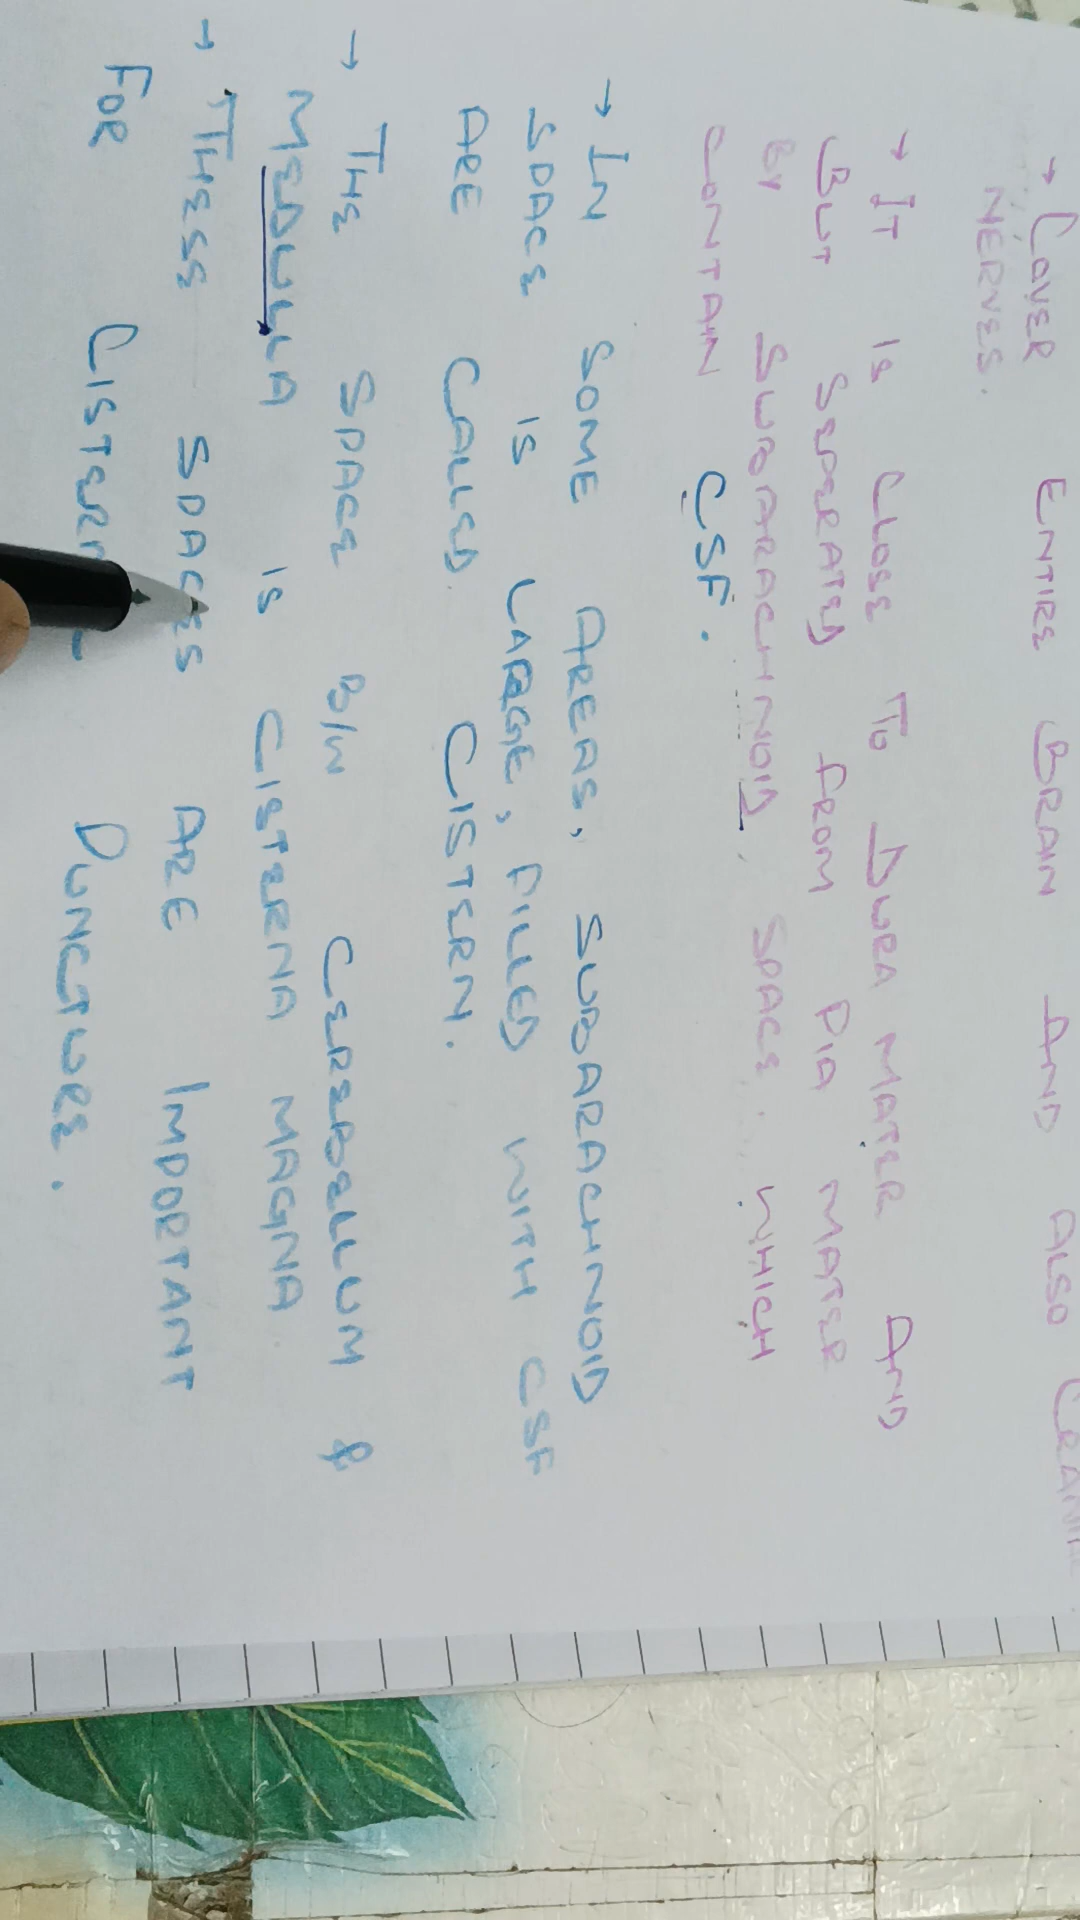 → COVER ENTIRE BRAIN AND ALSO
NERVES.
→ IT IS CLOSE TO DURA MATER AND
BUT SEPERATED FROM PIA MATER
BY SUBARACHNOID SPACE WHICH
CONTAIN CSF.
→ IN SOME AREAS, SUBARACHNOID
SPACE IS LARGE, FILLED WITH CSF
ARE CALLED CISTERN.
→ THE SPACE B/W CEREBELLUM &
MEDULLA IS CISTERNA MAGNA
→ THESE SPACES ARE IMPORTANT
FOR PUNCTURE.